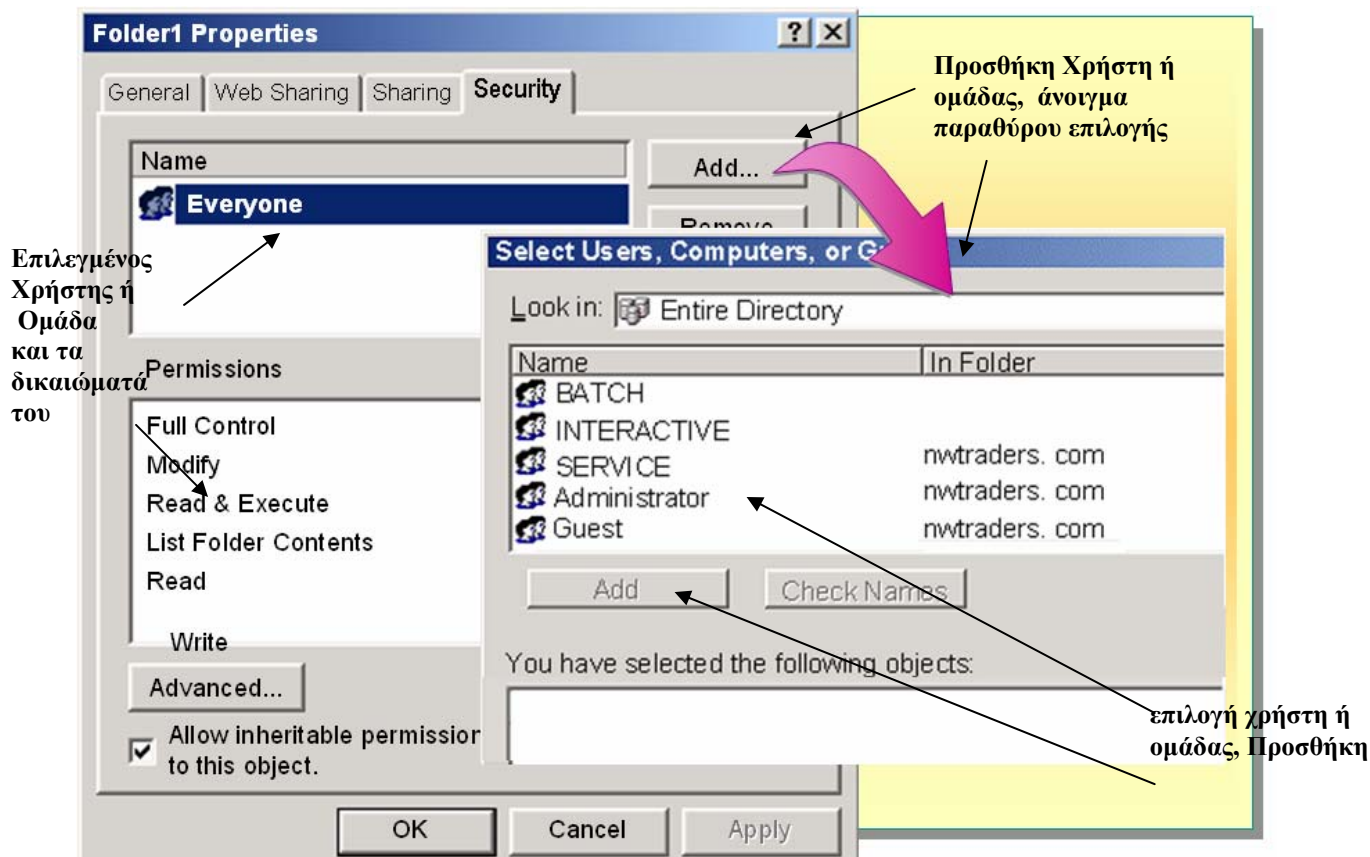 Folder1 Properties
General Web Sharing Sharing Security
Name
Add...
Everyone
Remove
Προσθήκη Χρήστη ή
ομάδας, άνοιγμα
παραθύρου επιλογής
Επιλεγμένος
Χρήστης ή
Ομάδα
και τα
δικαιώματά
του
Permissions
Full Control
Modify
Read & Execute
List Folder Contents
Read
Write
Advanced...
Allow inheritable permission
to this object.
OK Cancel Apply
Select Users, Computers, or G
Look in: Entire Directory
Name In Folder
BATCH
INTERACTIVE
SERVICE nwtraders. com
Administrator nwtraders. com
Guest nwtraders. com
Add Check Names
You have selected the following objects:
επιλογή χρήστη ή
ομάδας, Προσθήκη